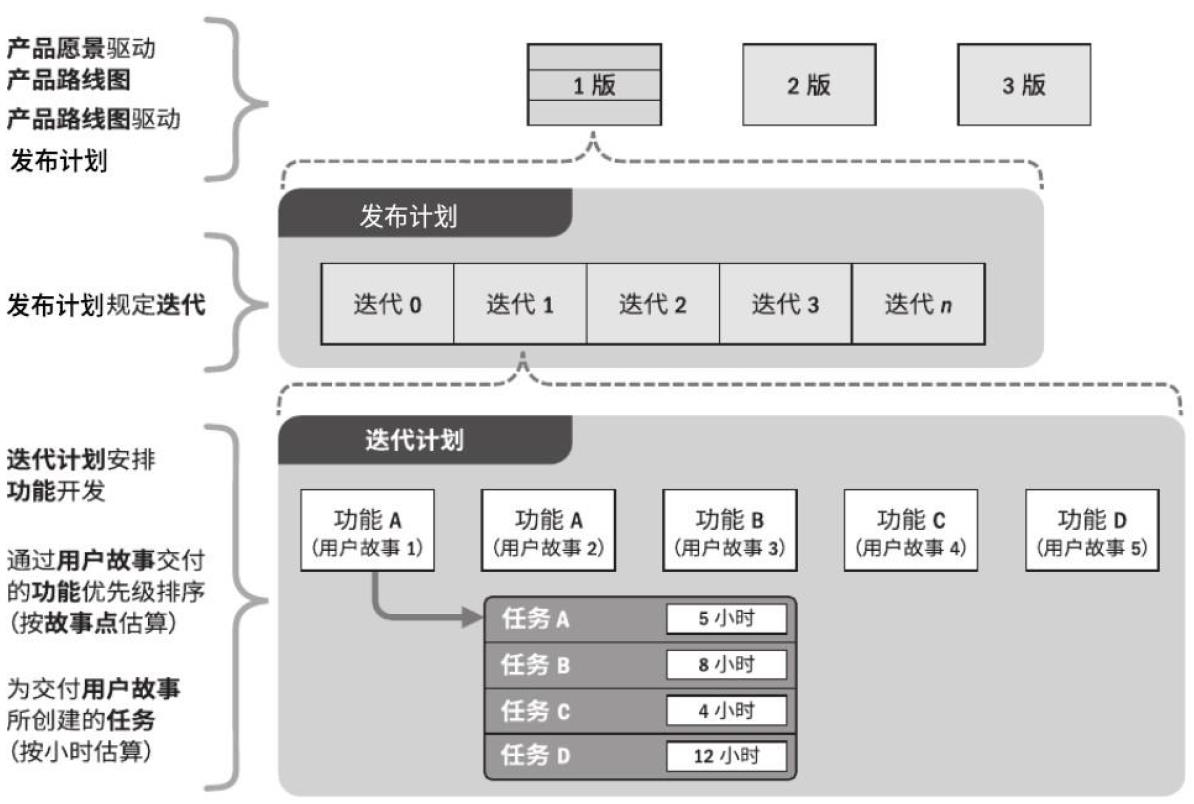 产品愿景驱动
产品路线图
产品路线图驱动
发布计划
1 版
2 版
3 版
发布计划
发布计划规定迭代
迭代 0
迭代 1
迭代 2
迭代 3
迭代 n
迭代计划
迭代计划安排
功能开发
通过用户故事交付
的功能优先级排序
（按故事点估算）
为交付用户故事
所创建的任务
（按小时估算）
功能 A
（用户故事 1）
功能 A
（用户故事 2）
功能 B
（用户故事 3）
功能 C
（用户故事 4）
功能 D
（用户故事 5）
任务 A
5 小时
任务 B
8 小时
任务 C
4 小时
任务 D
12 小时